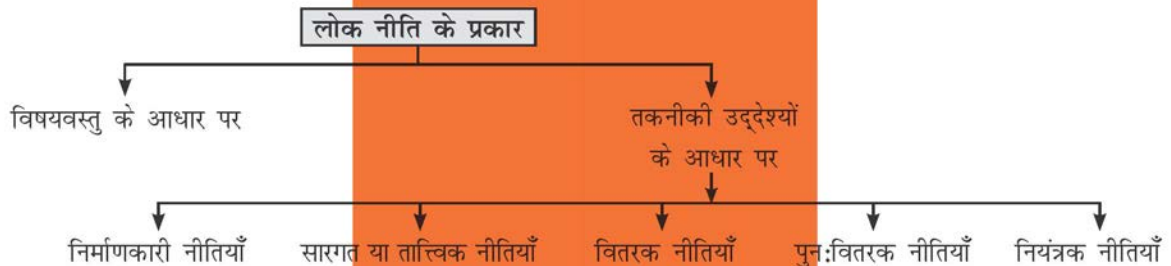 लोक नीति के प्रकार
विषयवस्तु के आधार पर
तकनीकी उद्‌देश्यों
के आधार पर
निर्माणकारी नीतियाँ
सारगत या तात्त्विक नीतियाँ
वितरक नीतियाँ
पुन:वितरक नीतियाँ
नियंत्रक नीतियाँ